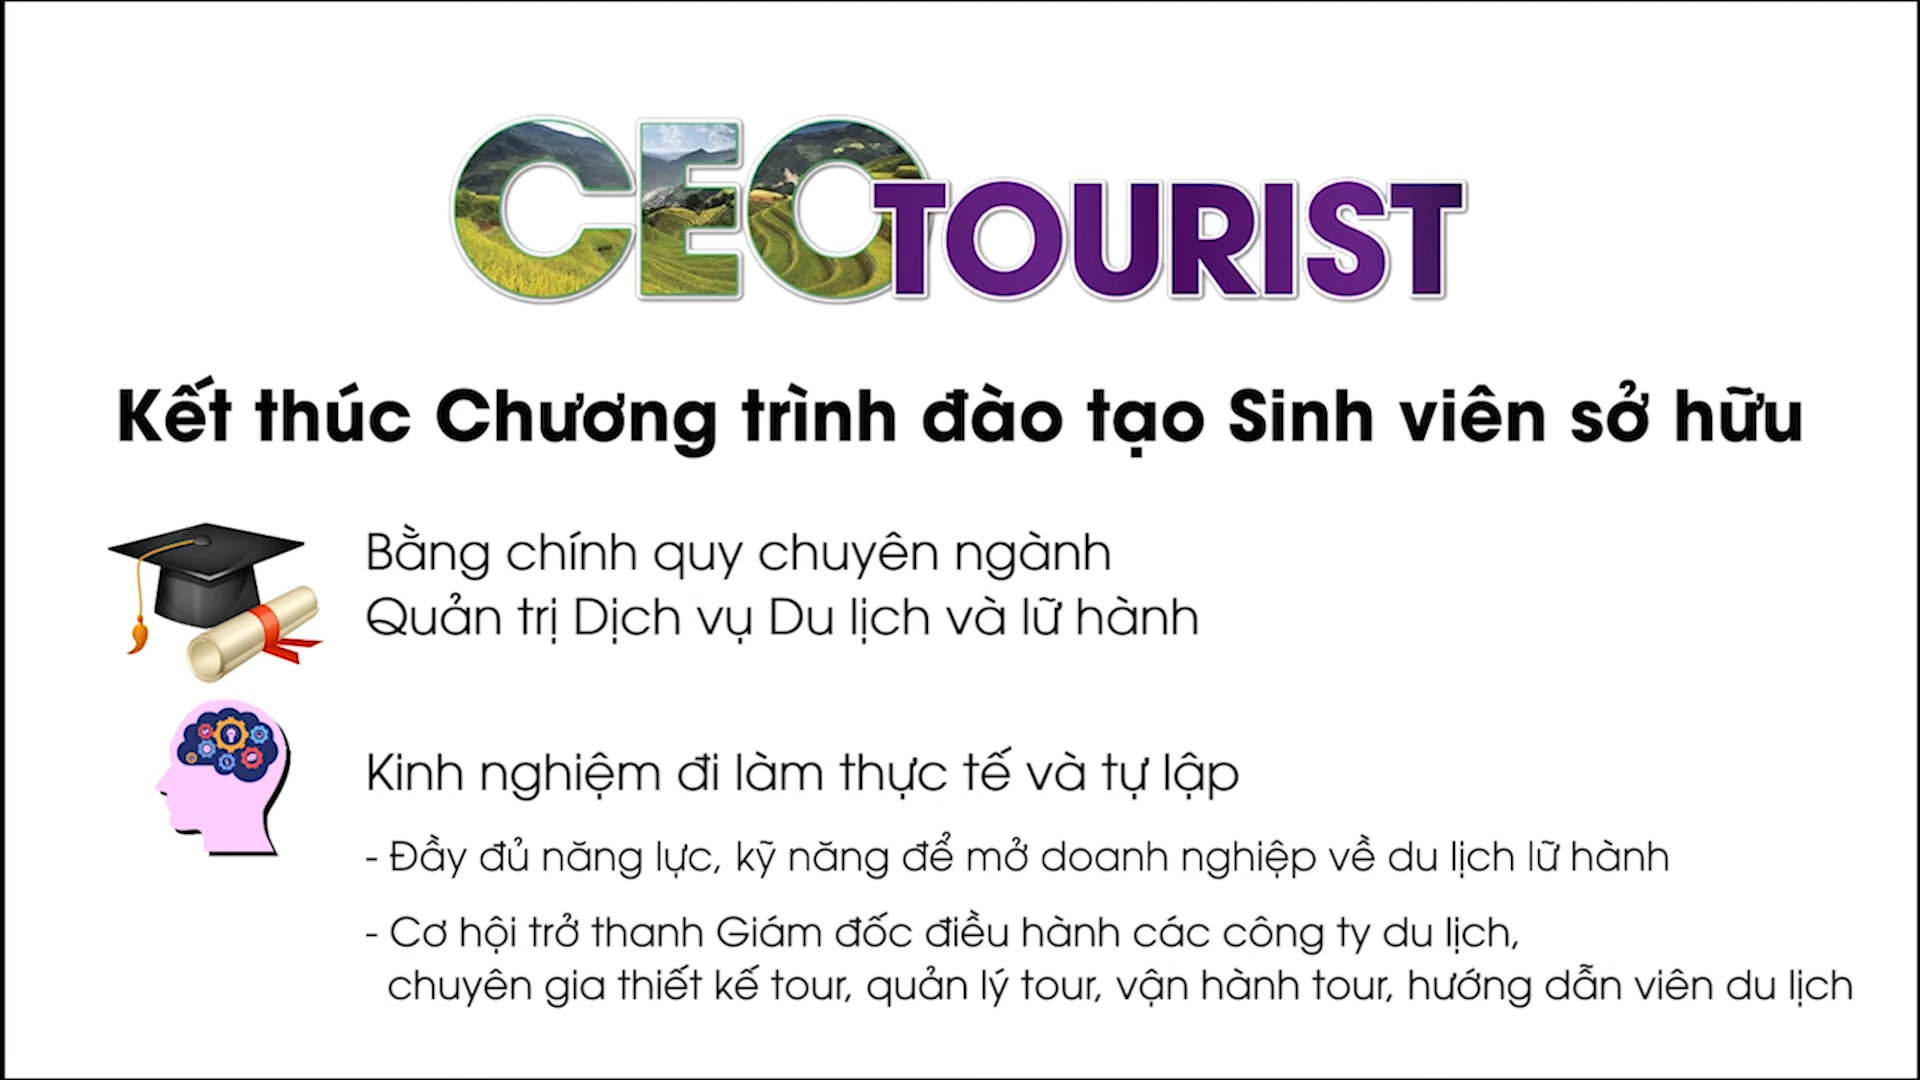 CEOTOURIST
Kết thúc Chương trình đào tạo Sinh viên sở hữu
Bằng chính quy chuyên ngành
Quản trị Dịch vụ Du lịch và lữ hành
Kinh nghiệm đi làm thực tế và tự lập
- Đầy đủ năng lực, kỹ năng để mở doanh nghiệp về du lịch lữ hành
- Cơ hội trở thanh Giám đốc điều hành các công ty du lịch,
chuyên gia thiết kế tour, quản lý tour, vận hành tour, hướng dẫn viên du lịch